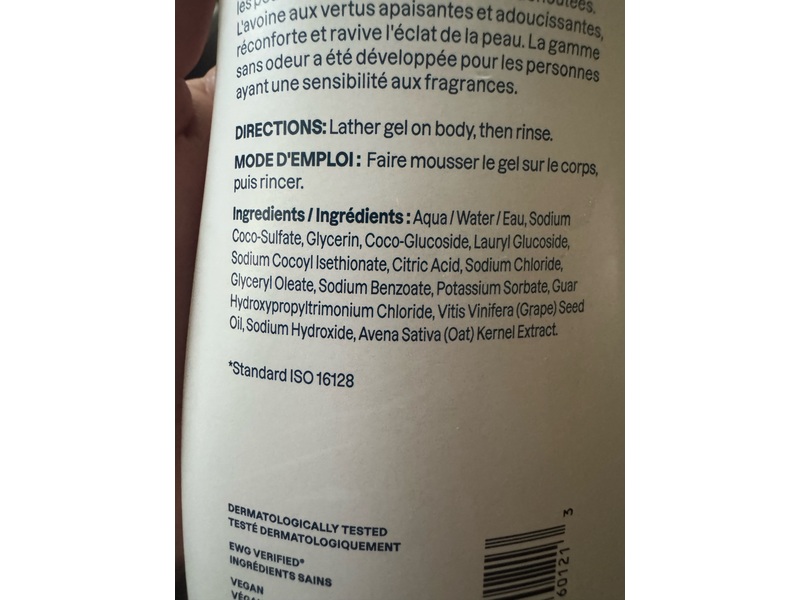 L'avoine aux vertus apaisantes et adoucissantes,
réconforte et ravive l'éclat de la peau. La gamme
sans odeur a été développée pour les personnes
ayant une sensibilité aux fragrances.
DIRECTIONS: Lather gel on body, then rinse.
MODE D'EMPLOI : Faire mousser le gel sur le corps,
puis rincer.
Ingredients / Ingrédients : Aqua / Water / Eau, Sodium
Coco-Sulfate, Glycerin, Coco-Glucoside, Lauryl Glucoside,
Sodium Cocoyl Isethionate, Citric Acid, Sodium Chloride,
Glyceryl Oleate, Sodium Benzoate, Potassium Sorbate, Guar
Hydroxypropyltrimonium Chloride, Vitis Vinifera (Grape) Seed
Oil, Sodium Hydroxide, Avena Sativa (Oat) Kernel Extract.
*Standard ISO 16128
DERMATOLOGICALLY TESTED
TESTÉ DERMATOLOGIQUEMENT
EWG VERIFIED®
INGRÉDIENTS SAINS
VEGAN
60121 3